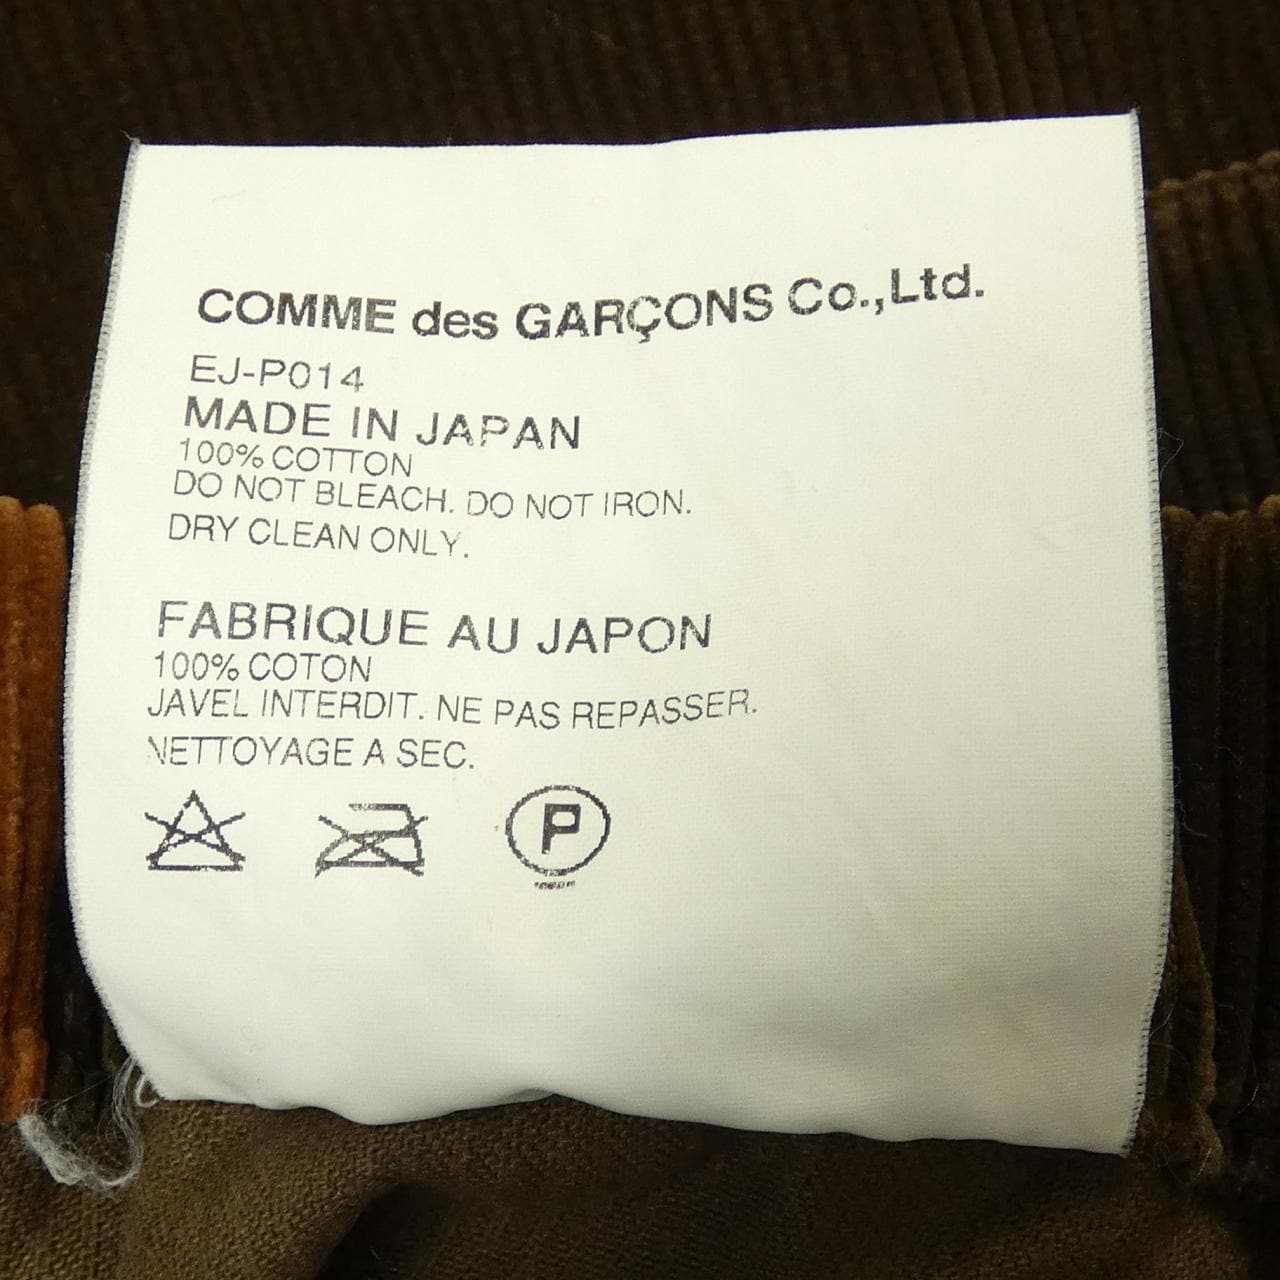 COMME des GARÇONS Co.,Ltd.
EJ-P014
MADE IN JAPAN
100% COTTON
DO NOT BLEACH. DO NOT IRON.
DRY CLEAN ONLY.
FABRIQUE AU JAPON
100% COTON
JAVEL INTERDIT. NE PAS REPASSER.
NETTOYAGE A SEC.
P